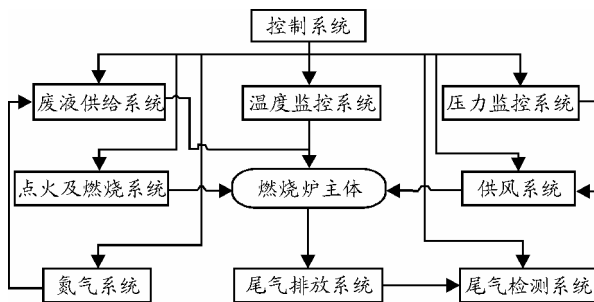 控制系统
废液供给系统
温度监控系统
压力监控系统
点火及燃烧系统
燃烧炉主体
供风系统
氮气系统
尾气排放系统
尾气检测系统